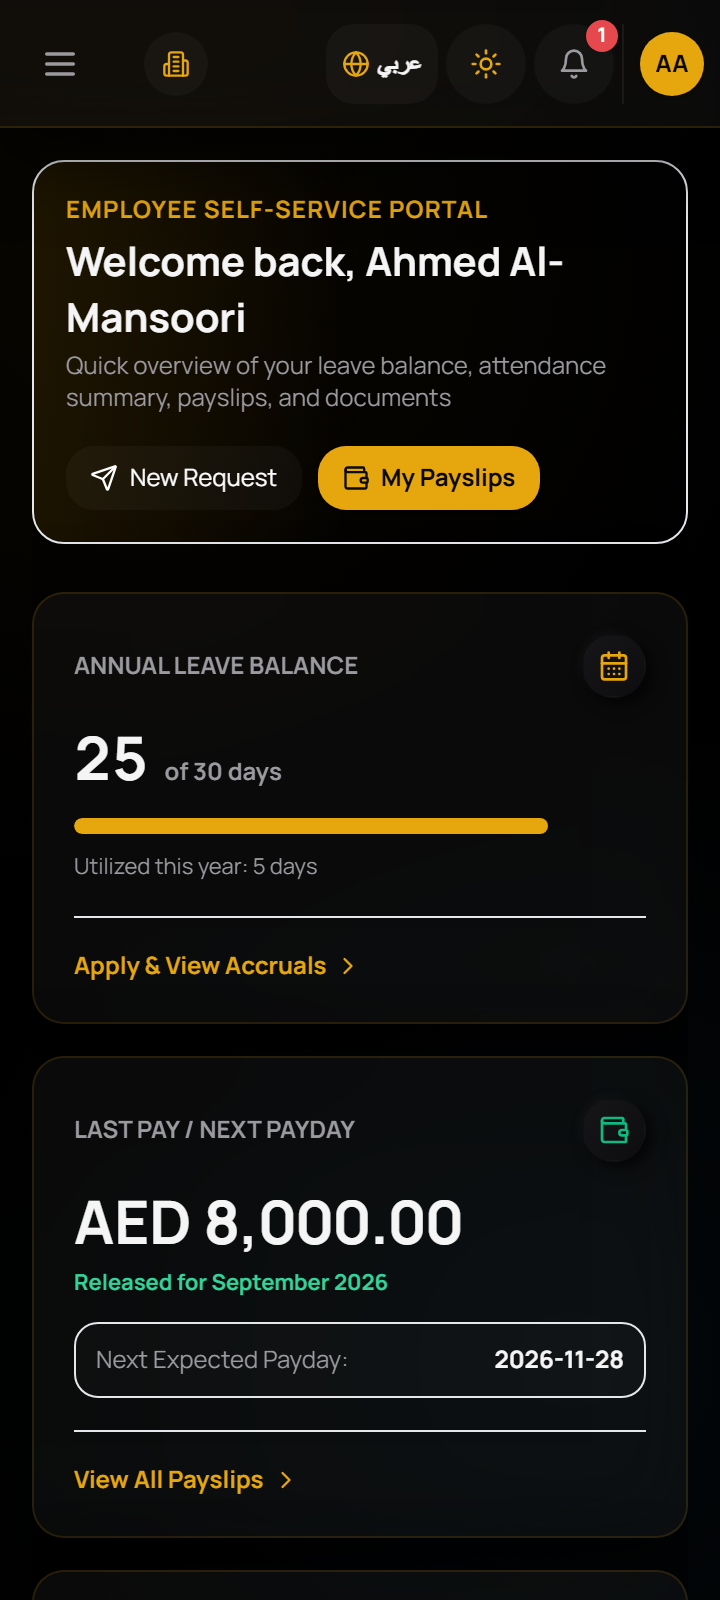 عربي
1
AA
EMPLOYEE SELF-SERVICE PORTAL
Welcome back, Ahmed Al-
Mansoori
Quick overview of your leave balance, attendance
summary, payslips, and documents
New Request
My Payslips
ANNUAL LEAVE BALANCE
25 of 30 days
Utilized this year: 5 days
Apply & View Accruals
LAST PAY / NEXT PAYDAY
AED 8,000.00
Released for September 2026
Next Expected Payday: 2026-11-28
View All Payslips